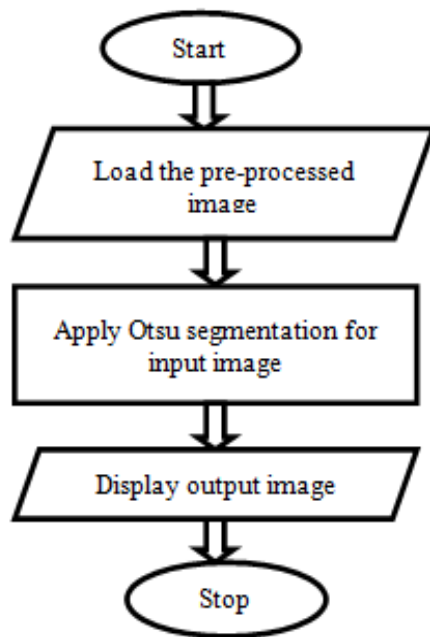 Start
Load the pre-processed
image
Apply Otsu segmentation for
input image
Display output image
Stop